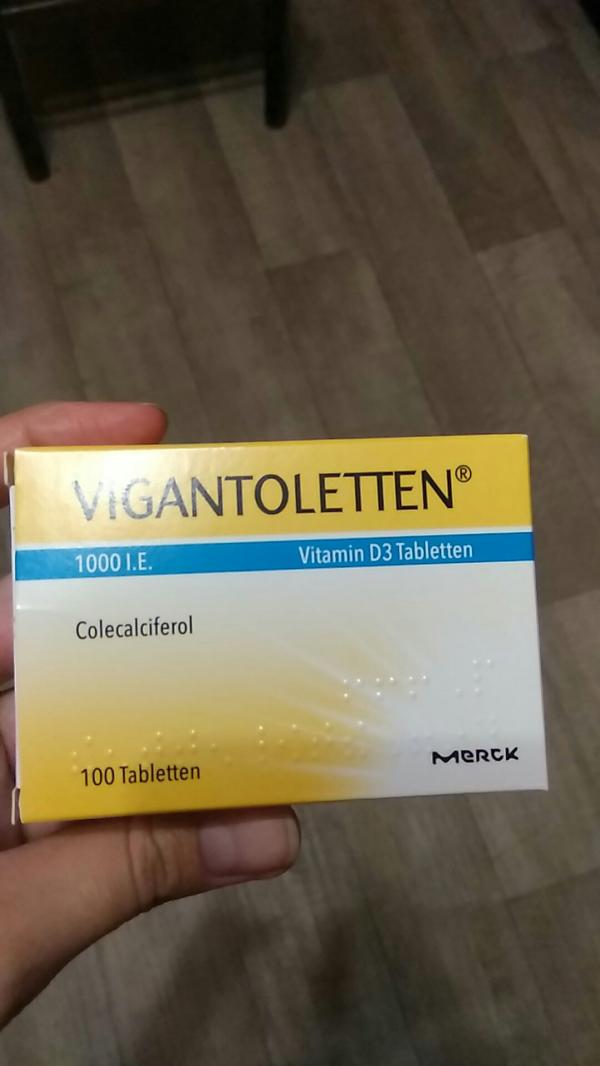 VIGANTOLETTEN®
1000 I.E. Vitamin D3 Tabletten
Colecalciferol
100 Tabletten
MERCK